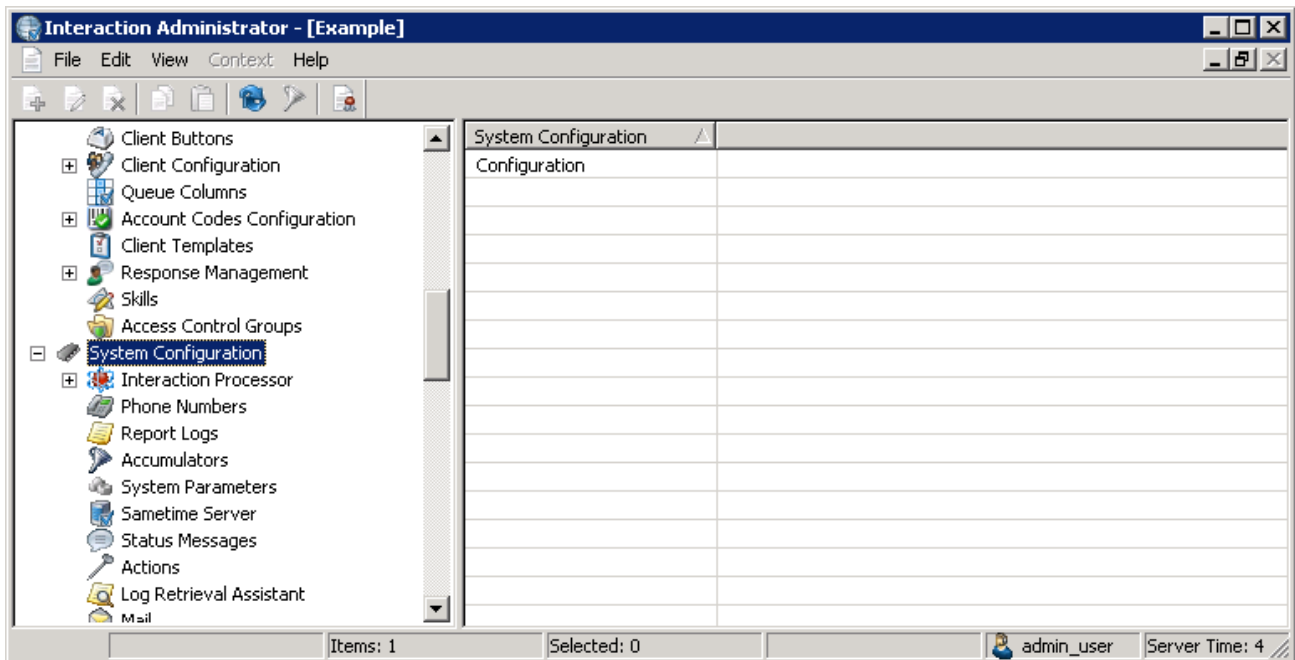 Interaction Administrator - [Example]
File Edit View Context Help
Client Buttons
Client Configuration
Queue Columns
Account Codes Configuration
Client Templates
Response Management
Skills
Access Control Groups
System Configuration
Interaction Processor
Phone Numbers
Report Logs
Accumulators
System Parameters
Sametime Server
Status Messages
Actions
Log Retrieval Assistant
Mail
System Configuration
Configuration
Items: 1 Selected: 0 admin_user Server Time: 4